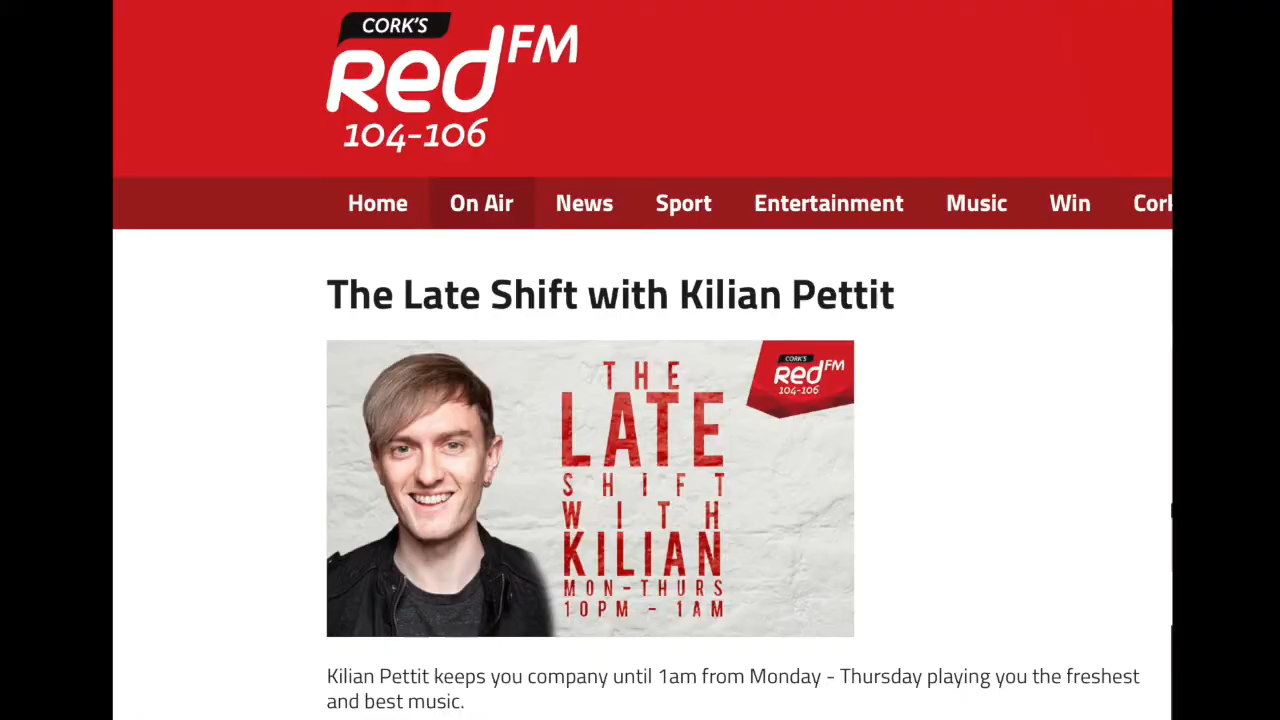 CORK'S
Red FM
104-106
Home On Air News Sport Entertainment Music Win Cork
The Late Shift with Kilian Pettit
THE
LATE
SHIFT
WITH
KILIAN
MON-THURS
10PM - 1AM
CORK'S
Red FM
104-106
Kilian Pettit keeps you company until 1am from Monday - Thursday playing you the freshest
and best music.